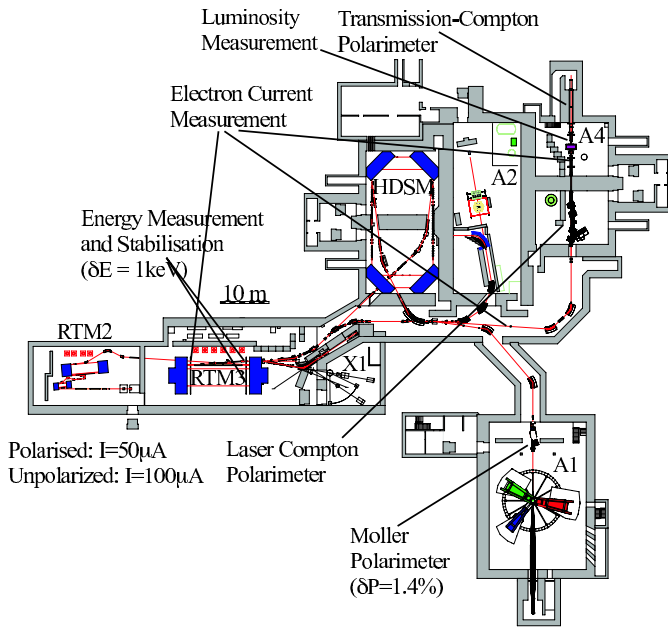 Luminosity
Measurement
Transmission-Compton
Polarimeter
Electron Current
Measurement
A4
A2
HDSM
Energy Measurement
and Stabilisation
(δE = 1keV)
10 m
RTM2
RTM3
X1
Polarised: I=50μA
Unpolarized: I=100μA
Laser Compton
Polarimeter
A1
Moller
Polarimeter
(δP=1.4%)